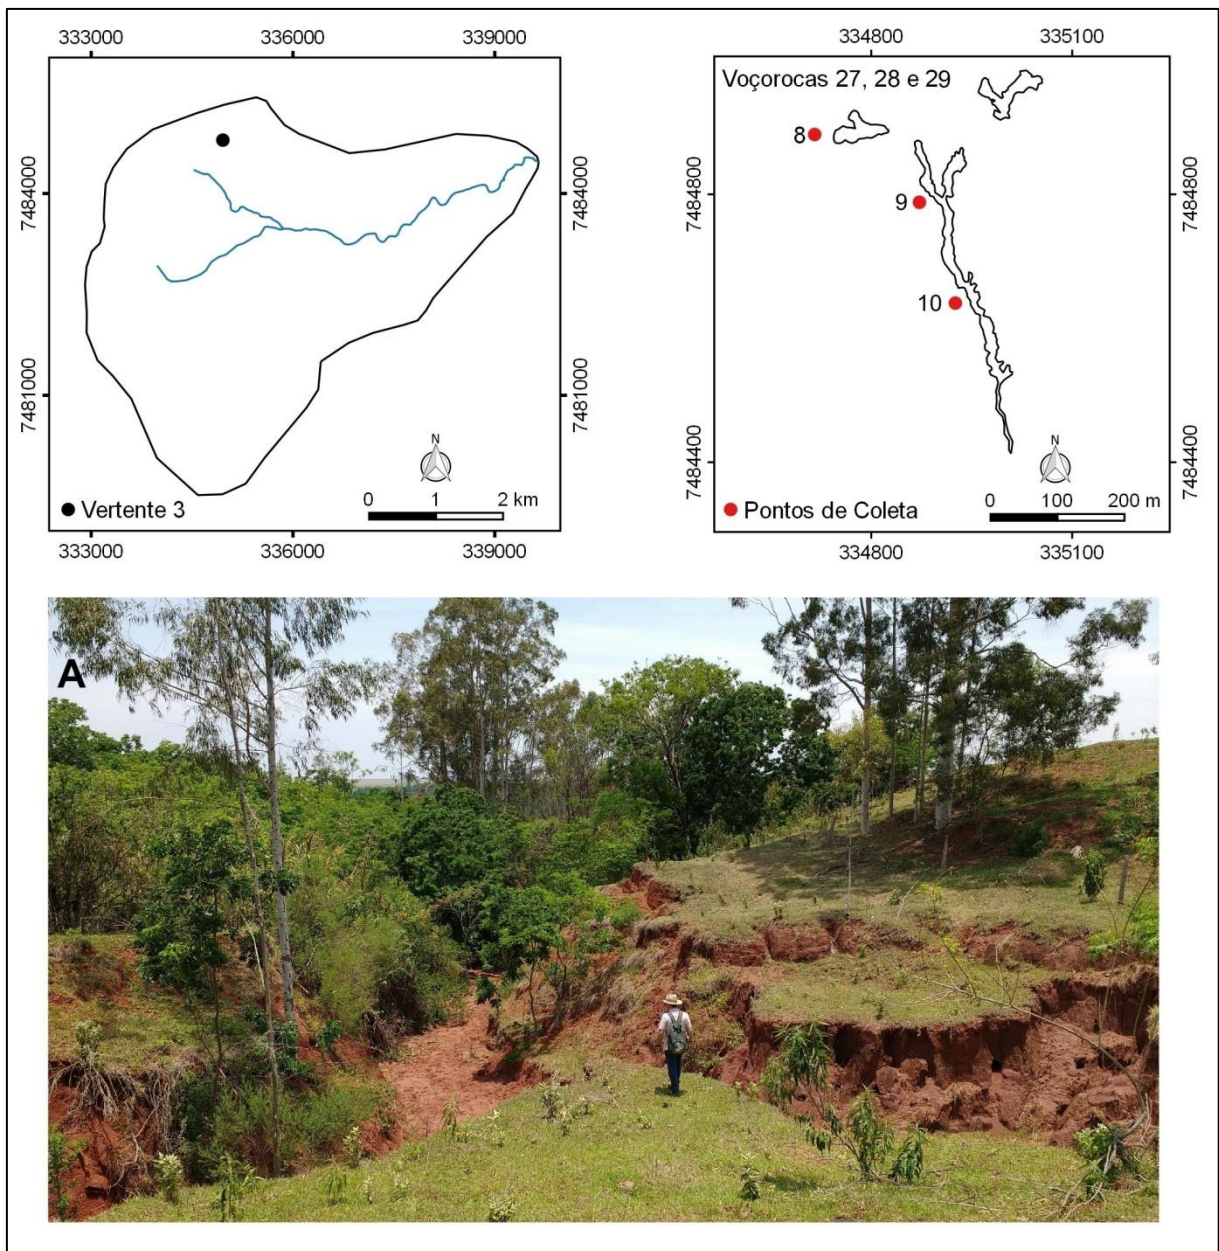 333000 336000 339000
7484000 7484000
7481000 7481000
N
0 1 2 km
Vertente 3
333000 336000 339000
334800 335100
Voçorocas 27, 28 e 29
8
7484800 7484800
9
10
7484400 7484400
N
0 100 200 m
Pontos de Coleta
334800 335100
A